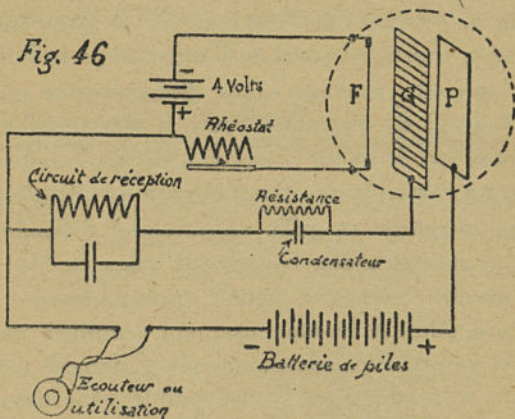 Fig. 46
-
4 Volts
+
F
G
P
Rhéostat
Circuit de réception
Résistance
Condensateur
- +
Batterie de piles
Ecouteur ou
utilisation